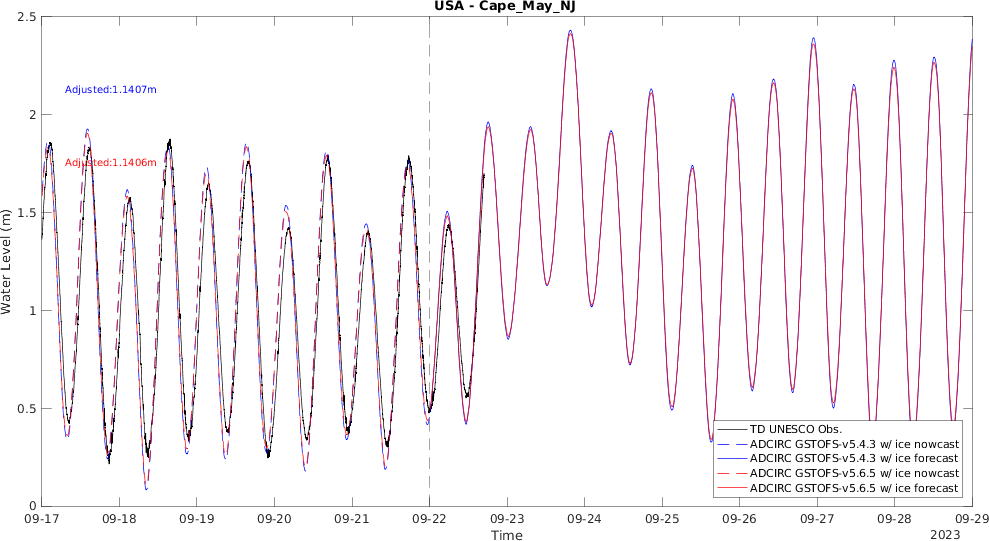 USA - Cape_May_NJ
2.5
2
1.5
1
0.5
0
Water Level (m)
Adjusted:1.1407m
Adjusted:1.1406m
TD UNESCO Obs.
ADCIRC GSTOFS-v5.4.3 w/ ice nowcast
ADCIRC GSTOFS-v5.4.3 w/ ice forecast
ADCIRC GSTOFS-v5.6.5 w/ ice nowcast
ADCIRC GSTOFS-v5.6.5 w/ ice forecast
09-17 09-18 09-19 09-20 09-21 09-22 09-23 09-24 09-25 09-26 09-27 09-28 09-29
Time
2023